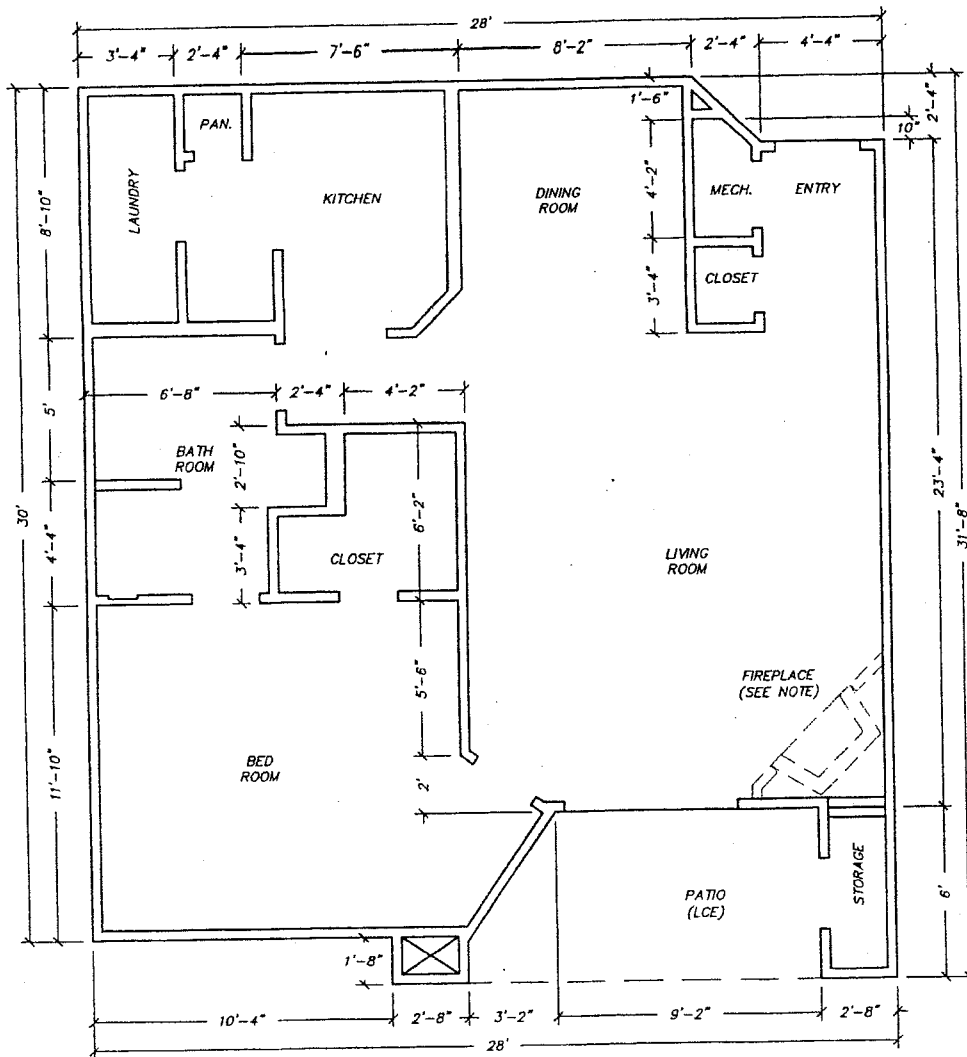 28'
3'-4" 2'-4" 7'-6" 8'-2" 2'-4" 4'-4"
1'-6"
2'-4"
10"
PAN.
LAUNDRY
KITCHEN
DINING
ROOM
MECH.
ENTRY
4'-2"
8'-10"
CLOSET
3'-4"
6'-8" 2'-4" 4'-2"
5'
BATH
ROOM
2'-10"
6'-2"
23'-4"
30'
31'-8"
4'-4"
3'-4"
CLOSET
LIVING
ROOM
5'-6"
FIREPLACE
(SEE NOTE)
BED
ROOM
11'-10"
2'
PATIO
(LCE)
STORAGE
6'
1'-8"
10'-4" 2'-8" 3'-2" 9'-2" 2'-8"
28'